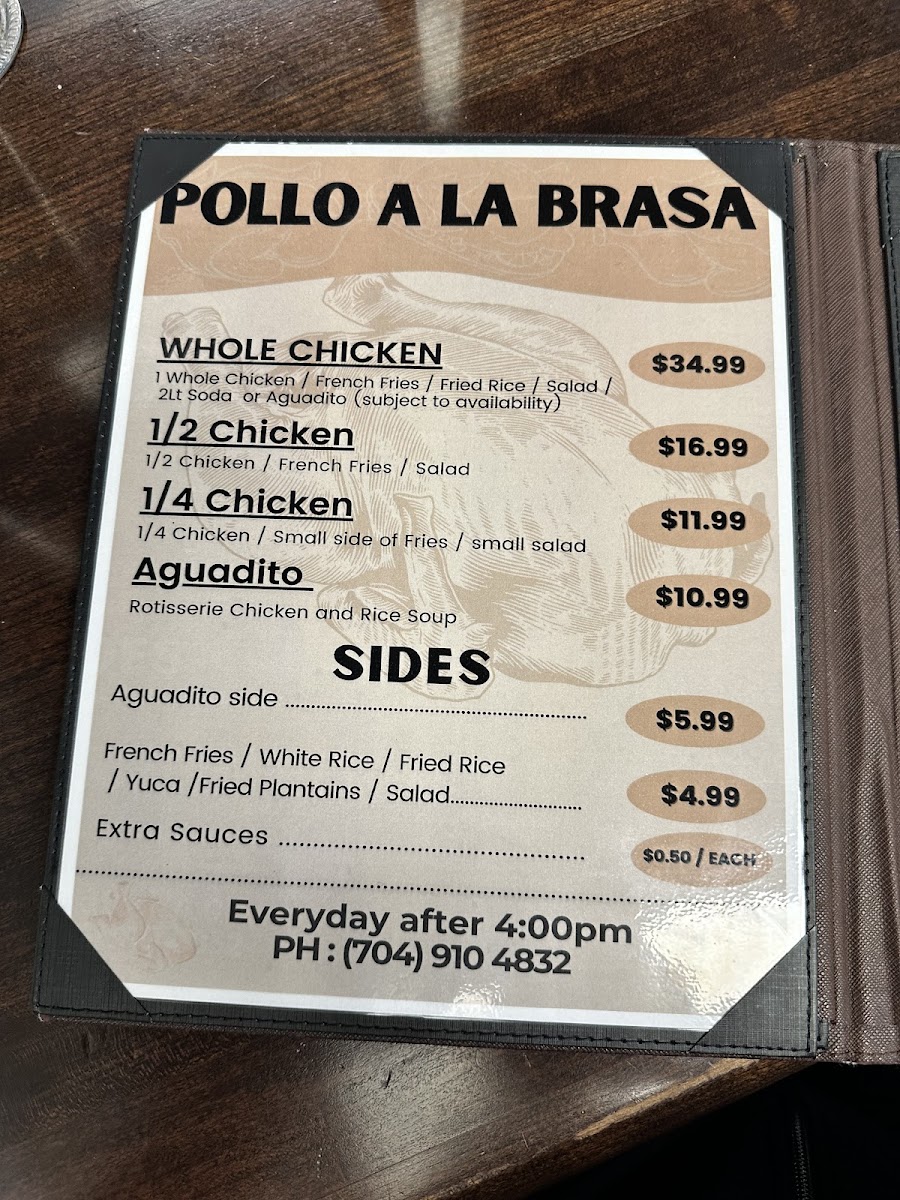 POLLO A LA BRASA
WHOLE CHICKEN
$34.99
1 Whole Chicken / French Fries / Fried Rice / Salad /
2Lt Soda or Aguadito (subject to availability)
1/2 Chicken
$16.99
1/2 Chicken / French Fries / Salad
1/4 Chicken
$11.99
1/4 Chicken / Small side of Fries / small salad
Aguadito
$10.99
Rotisserie Chicken and Rice Soup
SIDES
Aguadito side ........................................................ $5.99
French Fries / White Rice / Fried Rice
/ Yuca /Fried Plantains / Salad......................... $4.99
Extra Sauces ........................................................ $0.50 / EACH
Everyday after 4:00pm
PH : (704) 910 4832